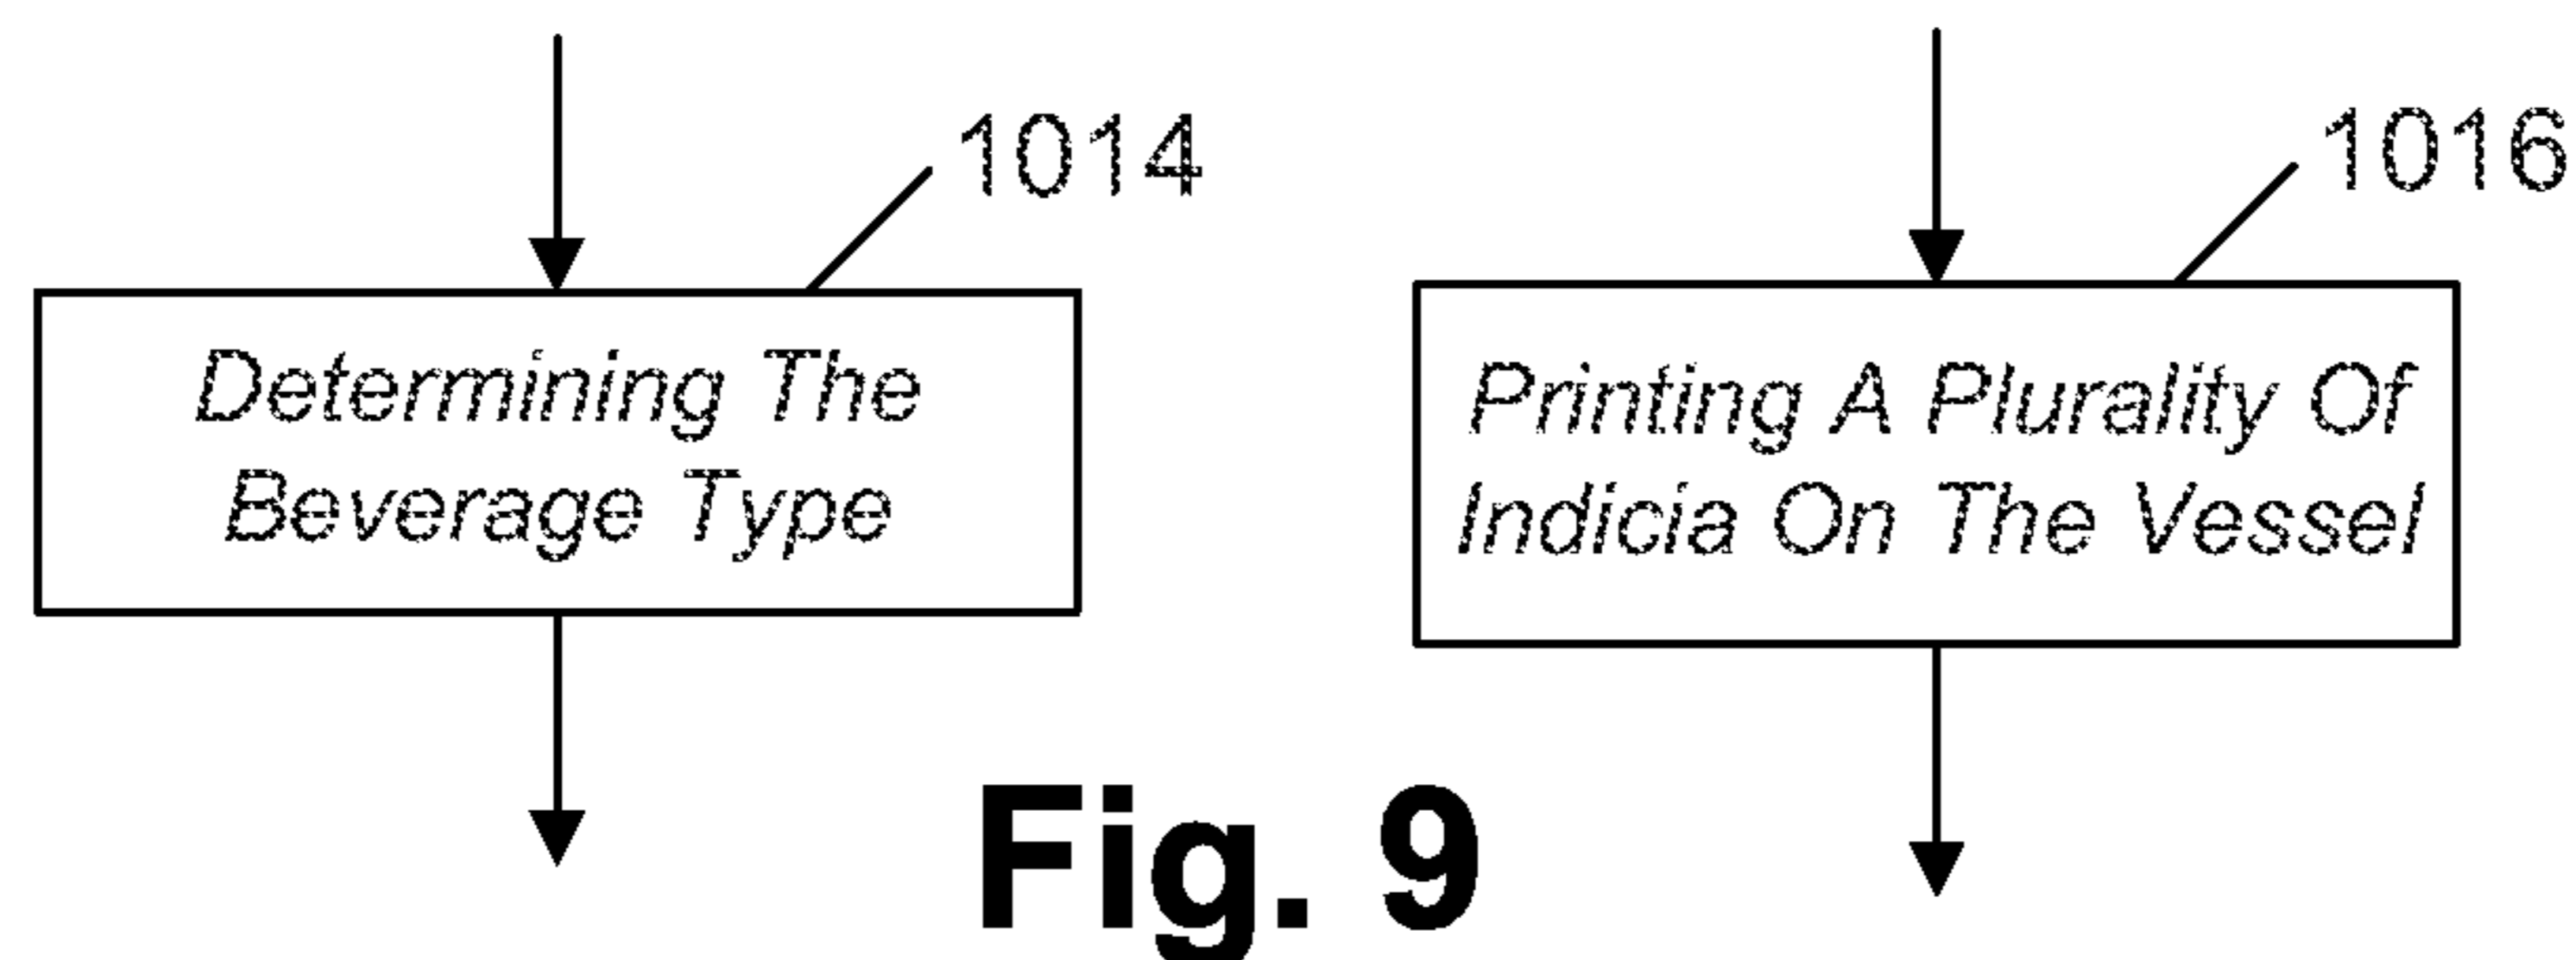 1014
Determining The
Beverage Type
1016
Printing A Plurality Of
Indicia On The Vessel
Fig. 9